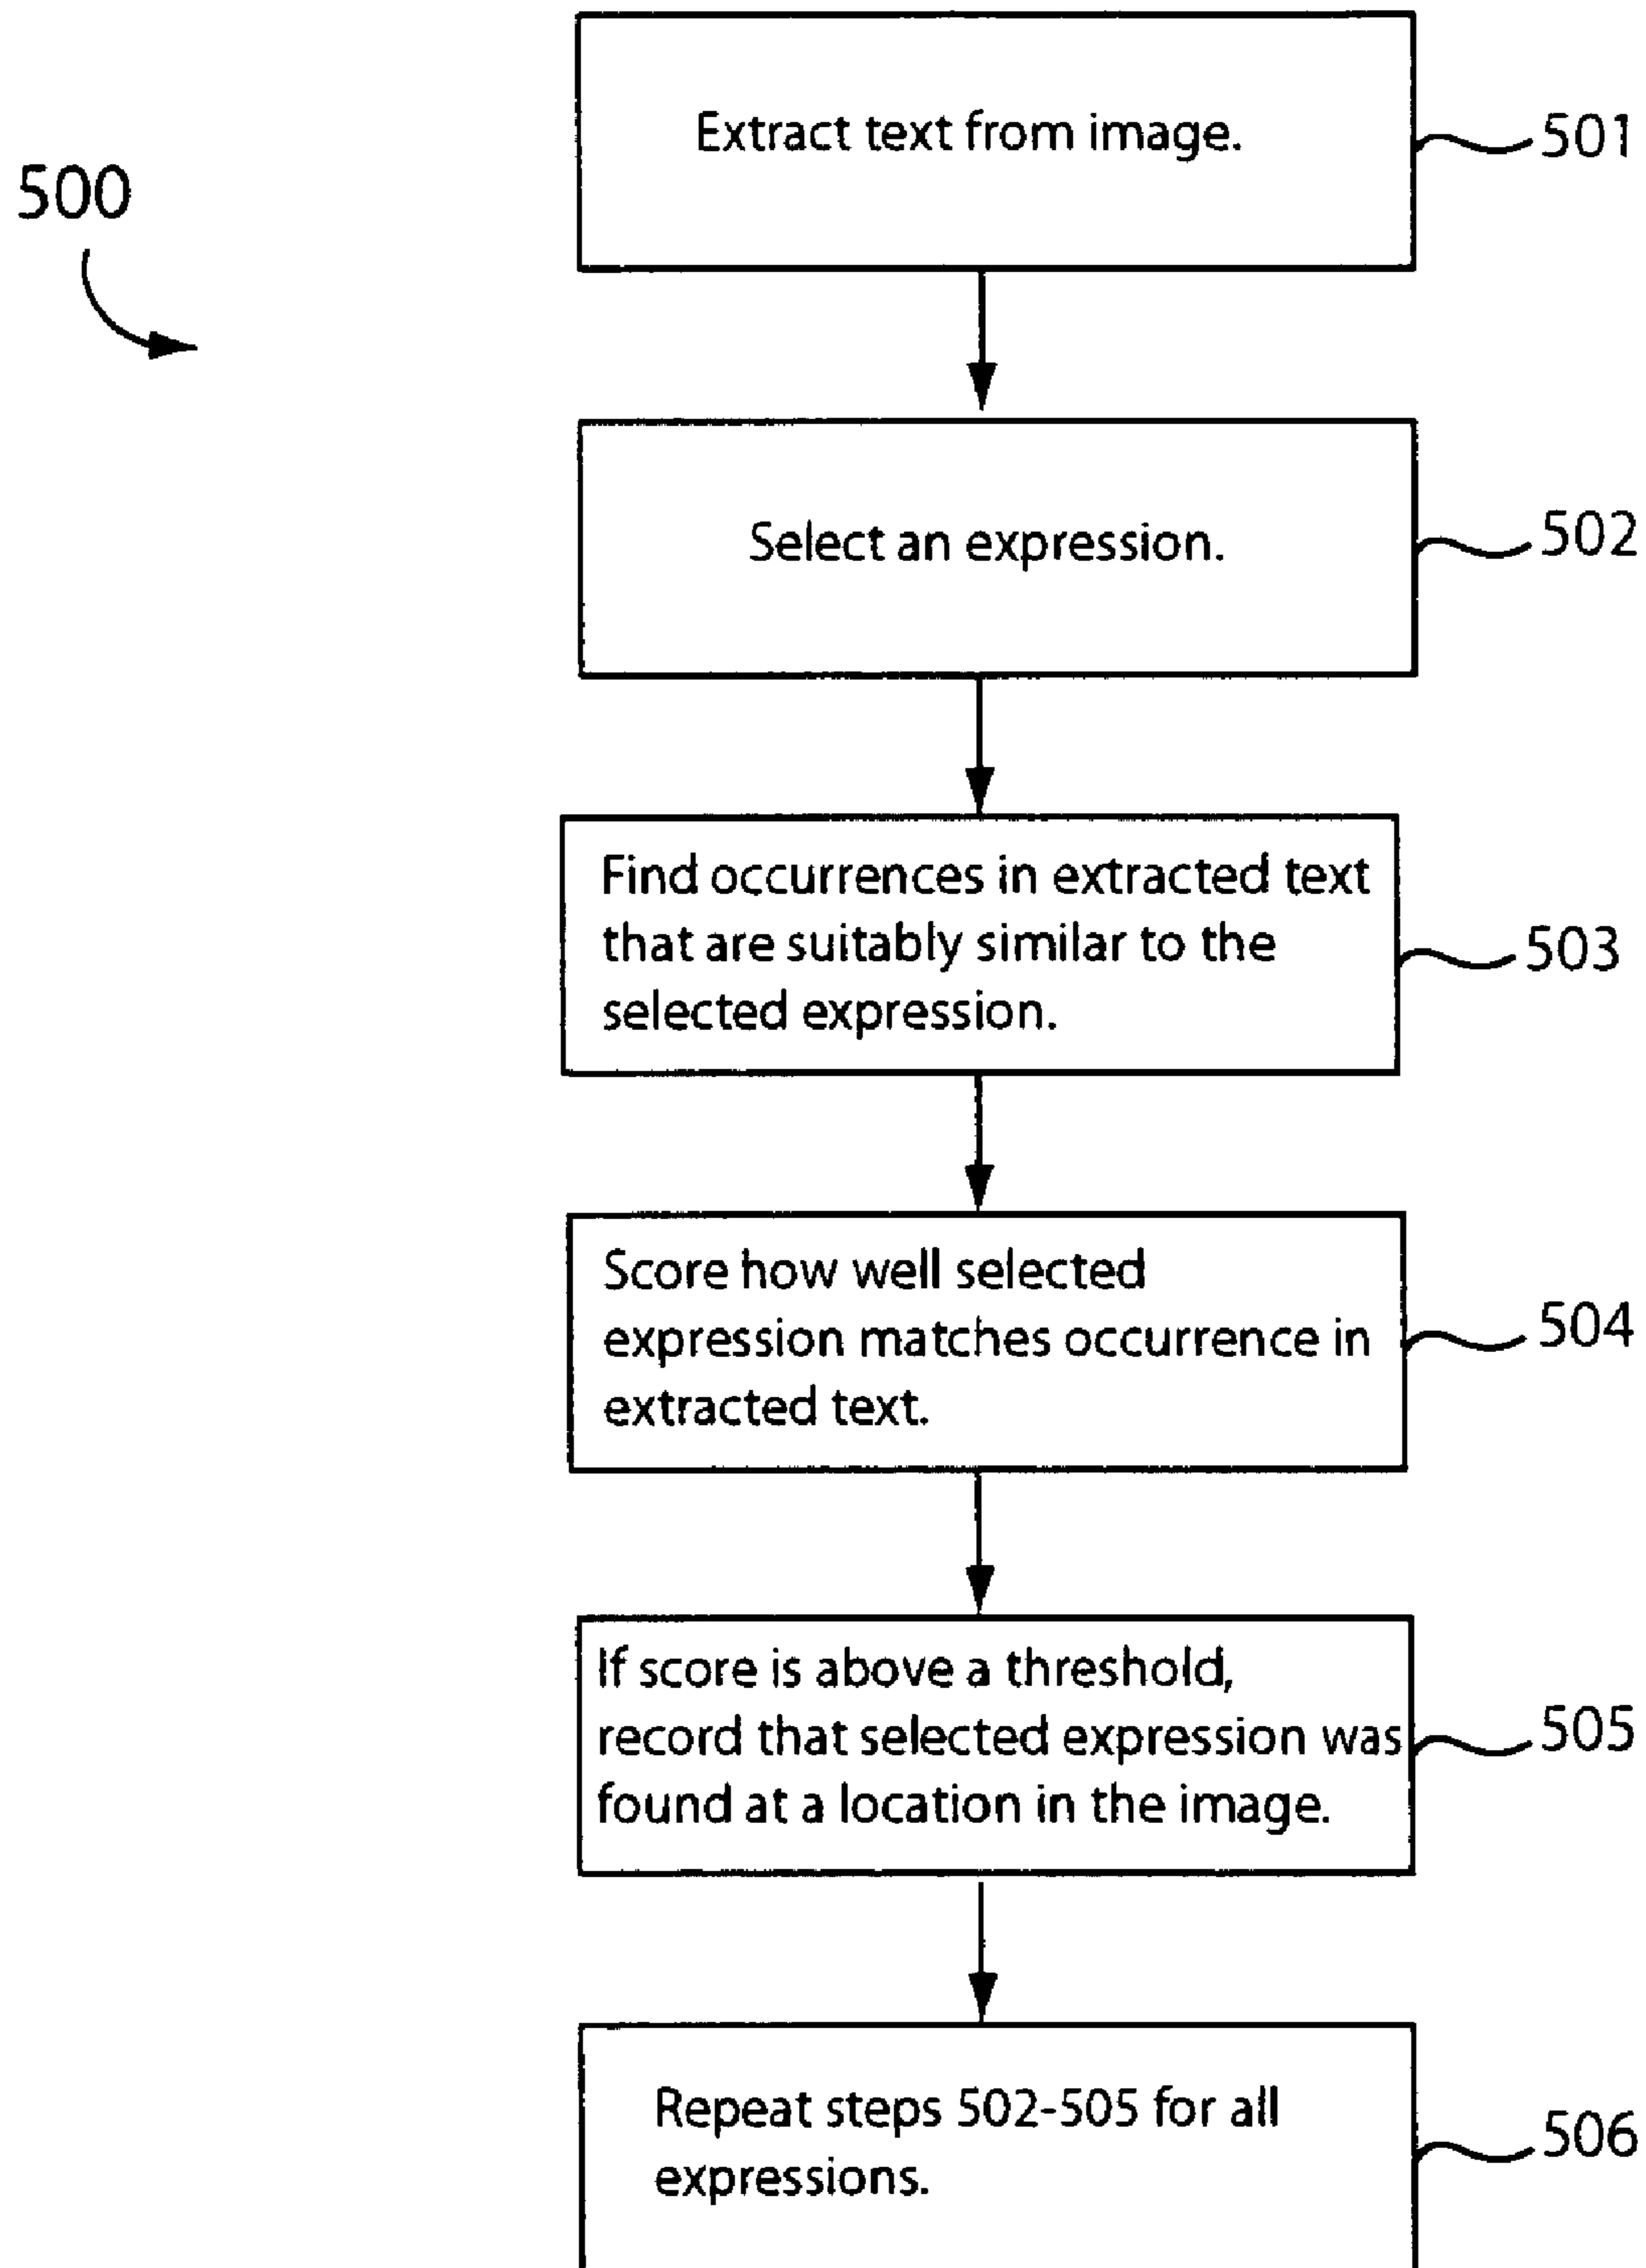 500
Extract text from image.
501
Select an expression.
502
Find occurrences in extracted text
that are suitably similar to the
selected expression.
503
Score how well selected
expression matches occurrence in
extracted text.
504
If score is above a threshold,
record that selected expression was
found at a location in the image.
505
Repeat steps 502-505 for all
expressions.
506